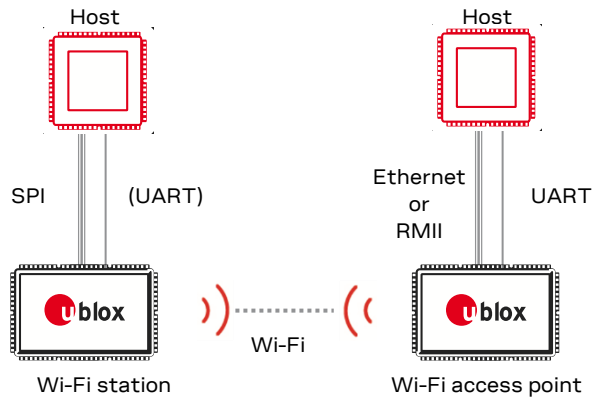 Host
Host
SPI
(UART)
Ethernet
or
RMII
UART
ublox
ublox
Wi-Fi
Wi-Fi station
Wi-Fi access point